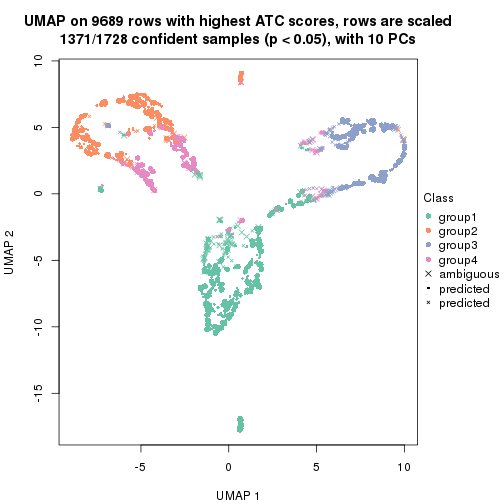 UMAP on 9689 rows with highest ATC scores, rows are scaled
1371/1728 confident samples (p < 0.05), with 10 PCs
10
5
0
-5
-10
-15
UMAP 2
-5
0
5
10
UMAP 1
Class
group1
group2
group3
group4
ambiguous
predicted
predicted